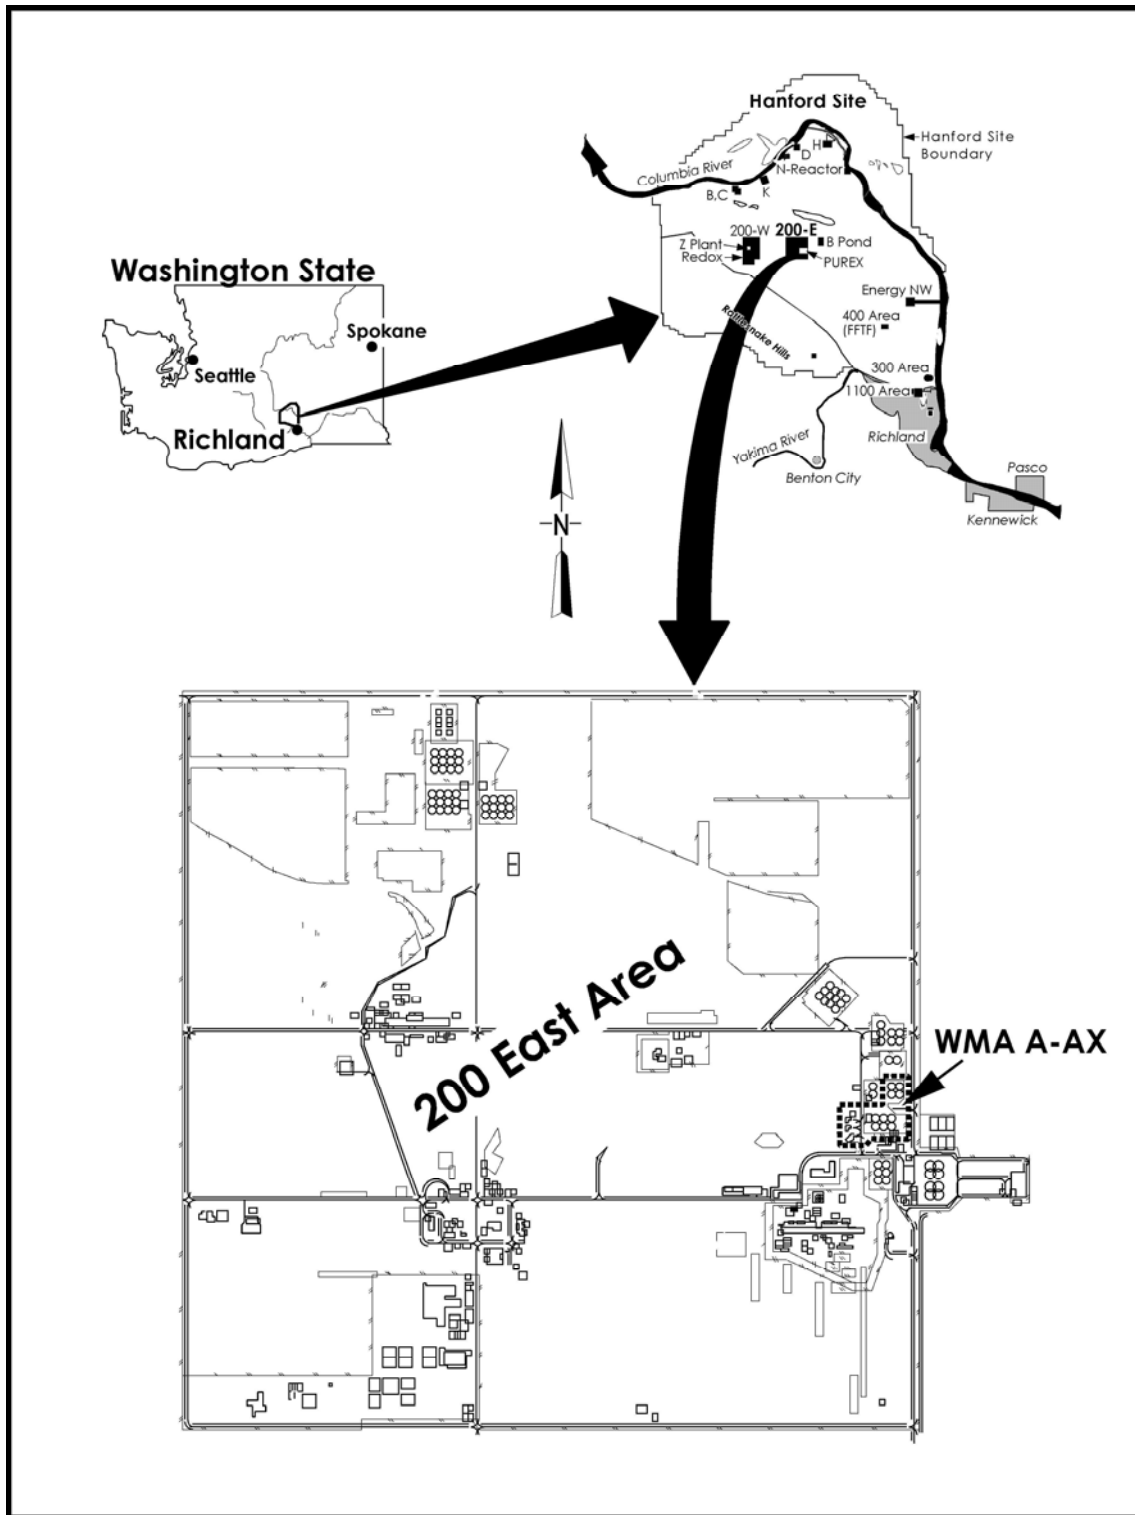 Hanford Site
Hanford Site
Boundary
Columbia River
D
H
N-Reactor
B,C
K
200-W
200-E
B Pond
Z Plant
Redox
PUREX
Energy NW
400 Area
(FFTF)
Rattlesnake Hills
300 Area
1100 Area
Richland
Yakima River
Benton City
Pasco
Kennewick
Washington State
Spokane
Seattle
Richland
N
200 East Area
WMA A-AX